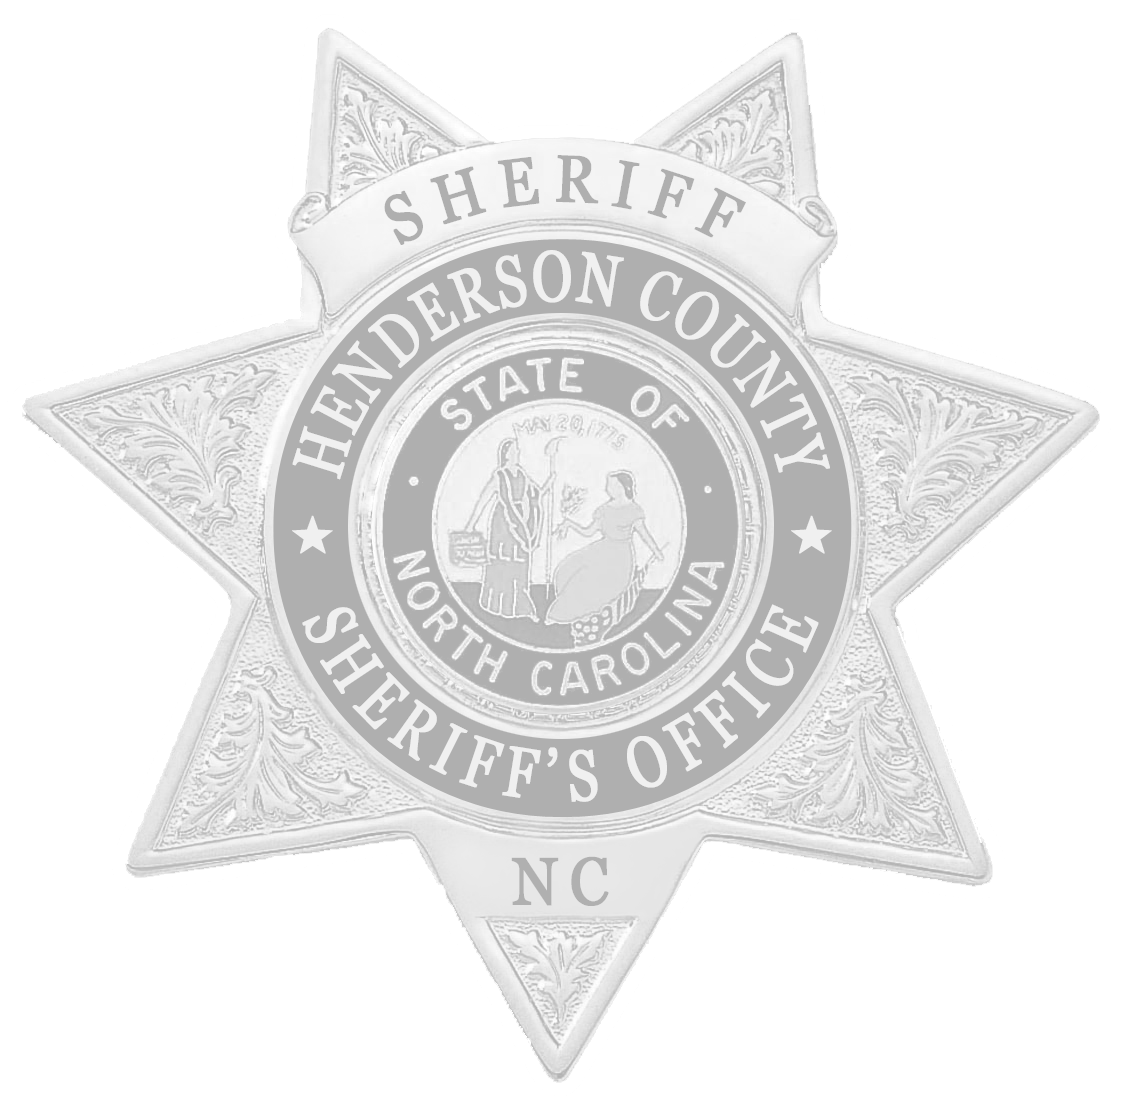 SHERIFF
HENDERSON COUNTY
STATE OF
MAY 20, 1775
NORTH CAROLINA
SHERIFF'S OFFICE
NC